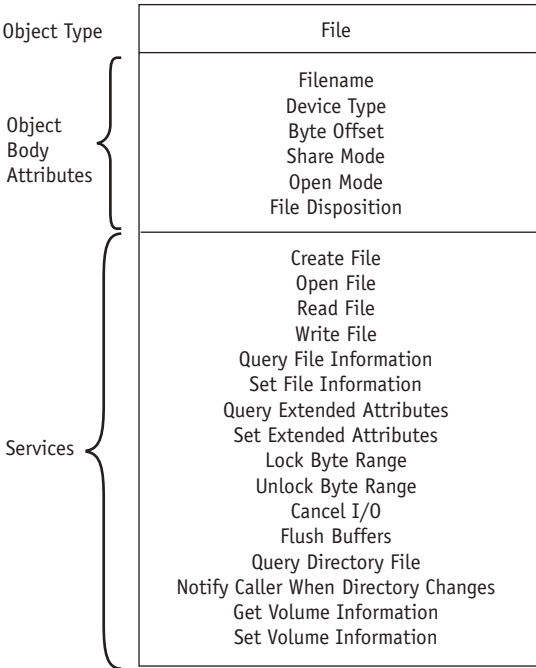 Object Type
File
Object
Body
Attributes
Filename
Device Type
Byte Offset
Share Mode
Open Mode
File Disposition
Services
Create File
Open File
Read File
Write File
Query File Information
Set File Information
Query Extended Attributes
Set Extended Attributes
Lock Byte Range
Unlock Byte Range
Cancel I/O
Flush Buffers
Query Directory File
Notify Caller When Directory Changes
Get Volume Information
Set Volume Information